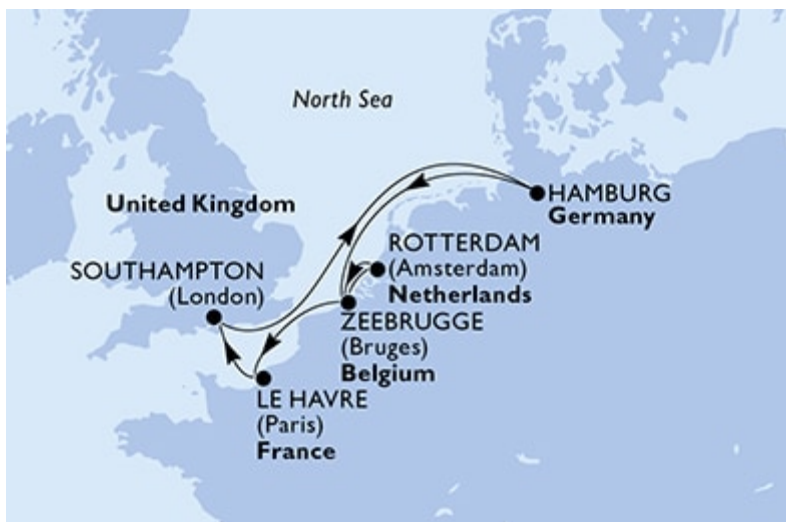 North Sea
United Kingdom
HAMBURG
Germany
ROTTERDAM
(Amsterdam)
Netherlands
SOUTHAMPTON
(London)
ZEEBRUGGE
(Bruges)
Belgium
LE HAVRE
(Paris)
France